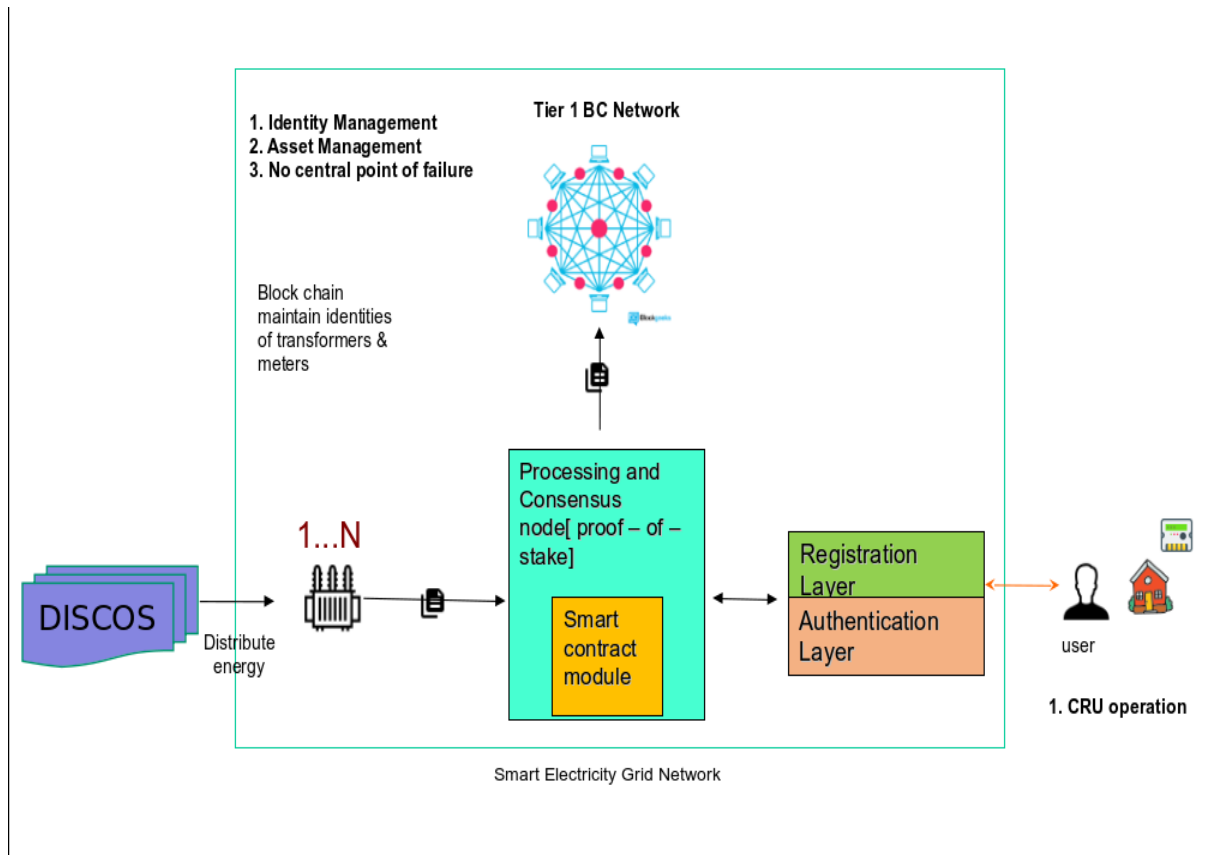 1. Identity Management
2. Asset Management
3. No central point of failure
Tier 1 BC Network
Block chain
maintain identities
of transformers &
meters
Processing and
Consensus
node[ proof – of –
stake]
Smart
contract
module
1...N
DISCOS
Distribute
energy
Registration
Layer
Authentication
Layer
user
1. CRU operation
Smart Electricity Grid Network